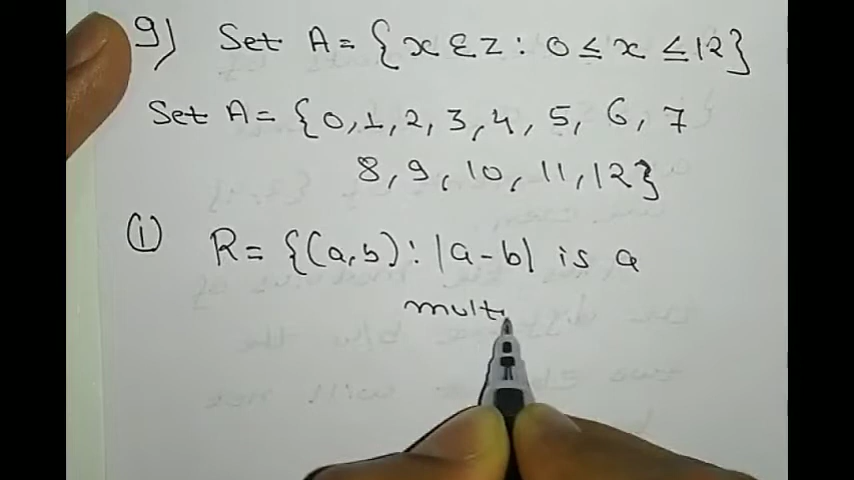 9) Set A = {x ε z : 0 ≤ x ≤ 12}
Set A = {0, 1, 2, 3, 4, 5, 6, 7
8, 9, 10, 11, 12}
(i) R = {(a, b) : |a - b| is a
mult